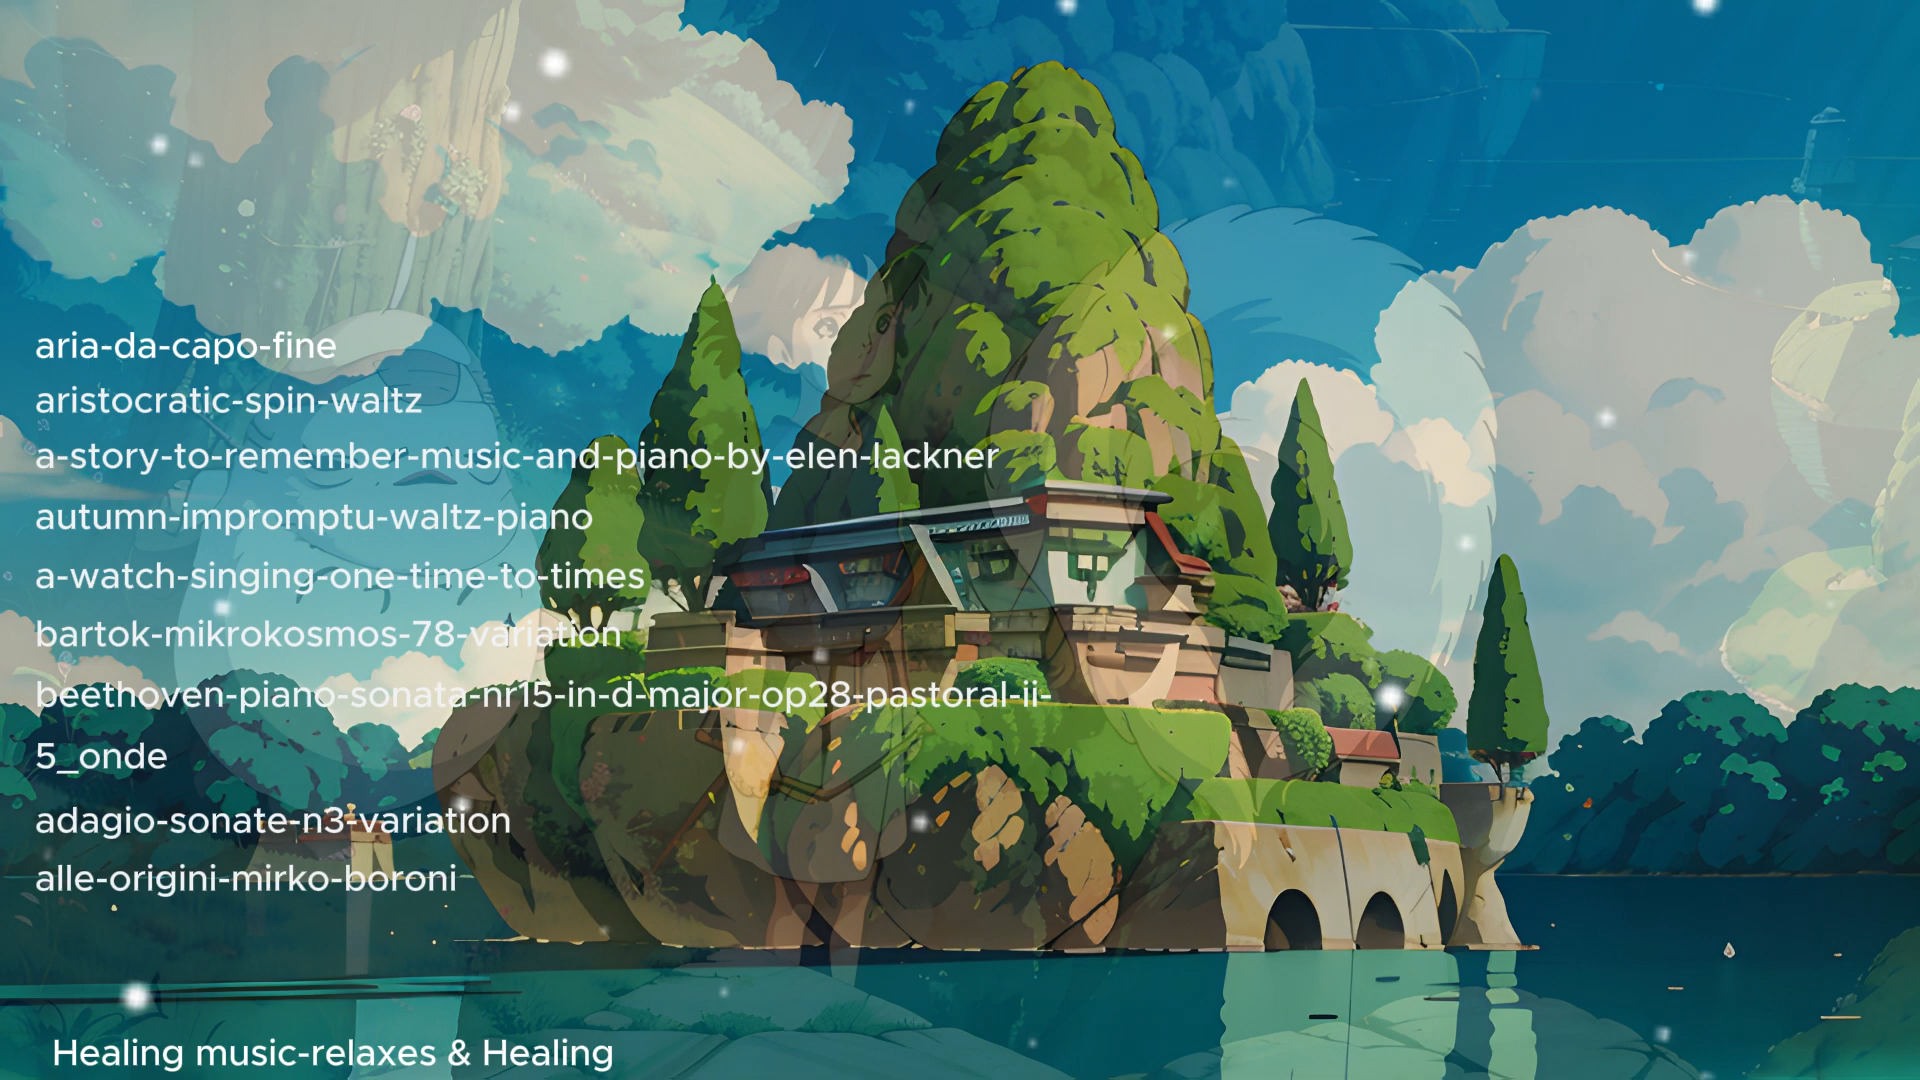 aria-da-capo-fine
aristocratic-spin-waltz
a-story-to-remember-music-and-piano-by-elen-lackner
autumn-impromptu-waltz-piano
a-watch-singing-one-time-to-times
bartok-mikrokosmos-78-variation
beethoven-piano-sonata-nr15-in-d-major-op28-pastoral-ii-
5_onde
adagio-sonate-n3-variation
alle-origini-mirko-boroni
Healing music-relaxes & Healing